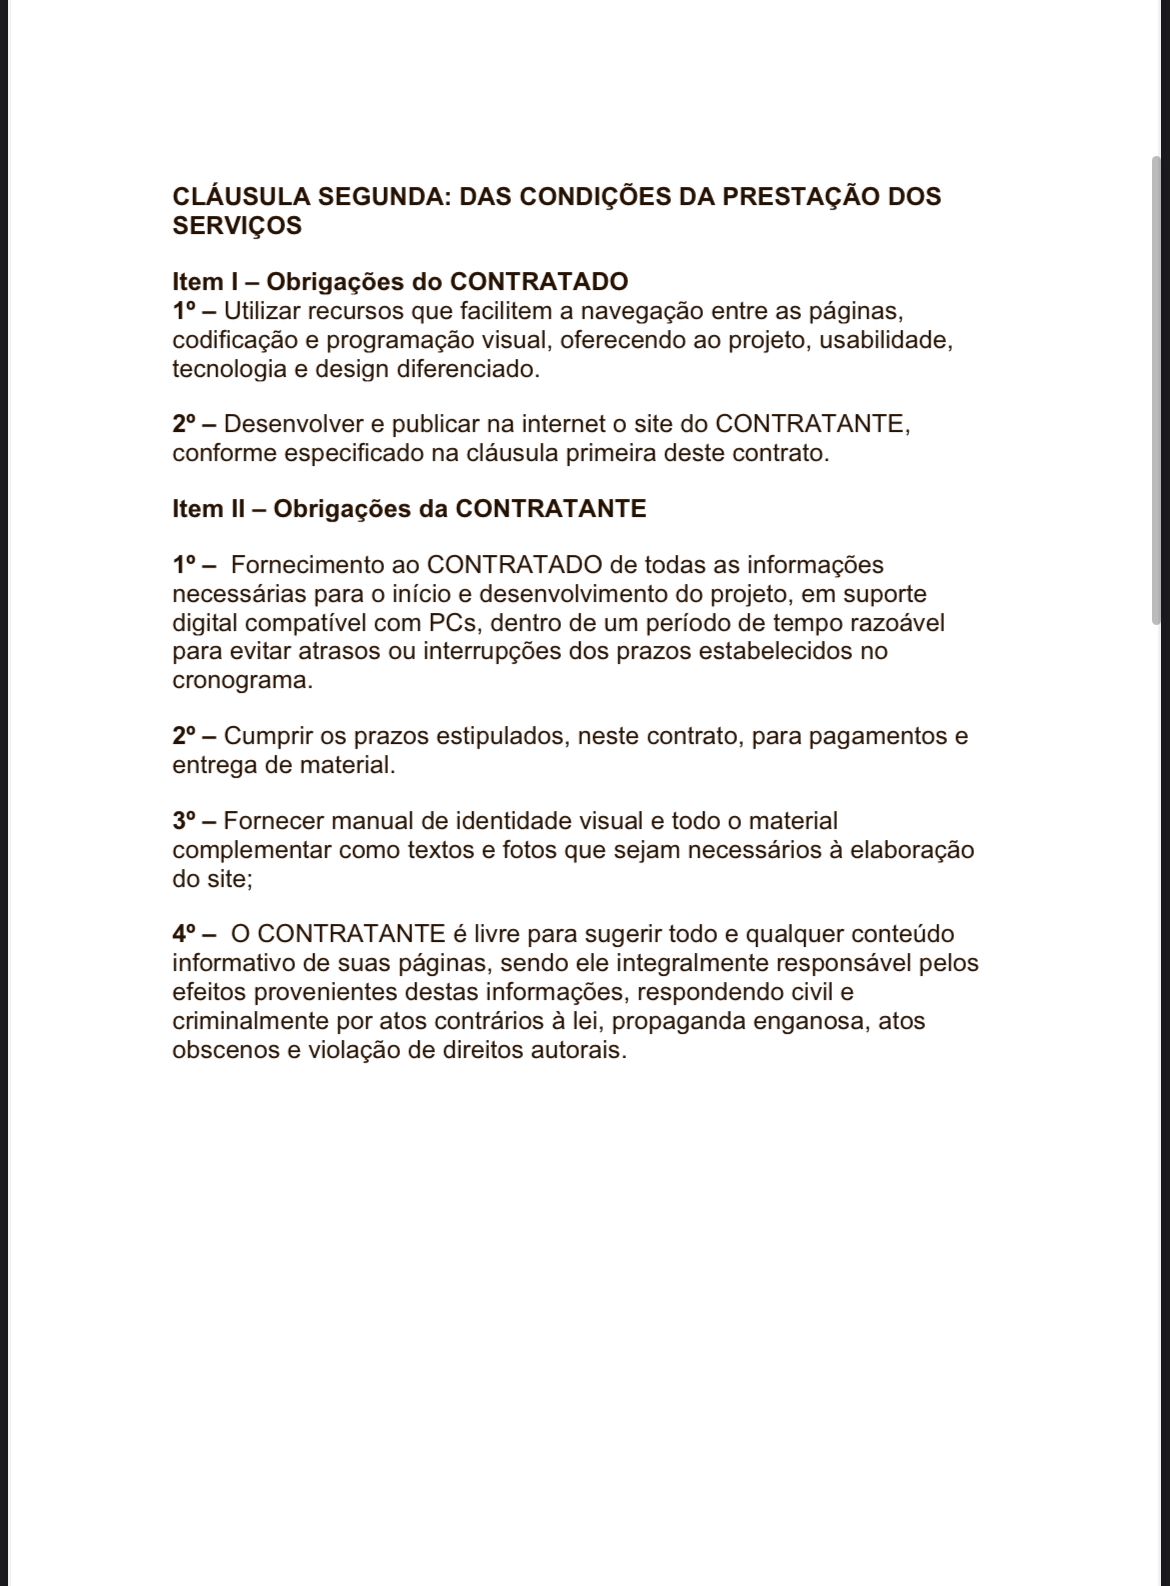 CLÁUSULA SEGUNDA: DAS CONDIÇÕES DA PRESTAÇÃO DOS
SERVIÇOS
Item I – Obrigações do CONTRATADO
1º – Utilizar recursos que facilitem a navegação entre as páginas,
codificação e programação visual, oferecendo ao projeto, usabilidade,
tecnologia e design diferenciado.
2º – Desenvolver e publicar na internet o site do CONTRATANTE,
conforme especificado na cláusula primeira deste contrato.
Item II – Obrigações da CONTRATANTE
1º –  Fornecimento ao CONTRATADO de todas as informações
necessárias para o início e desenvolvimento do projeto, em suporte
digital compatível com PCs, dentro de um período de tempo razoável
para evitar atrasos ou interrupções dos prazos estabelecidos no
cronograma.
2º – Cumprir os prazos estipulados, neste contrato, para pagamentos e
entrega de material.
3º – Fornecer manual de identidade visual e todo o material
complementar como textos e fotos que sejam necessários à elaboração
do site;
4º –  O CONTRATANTE é livre para sugerir todo e qualquer conteúdo
informativo de suas páginas, sendo ele integralmente responsável pelos
efeitos provenientes destas informações, respondendo civil e
criminalmente por atos contrários à lei, propaganda enganosa, atos
obscenos e violação de direitos autorais.